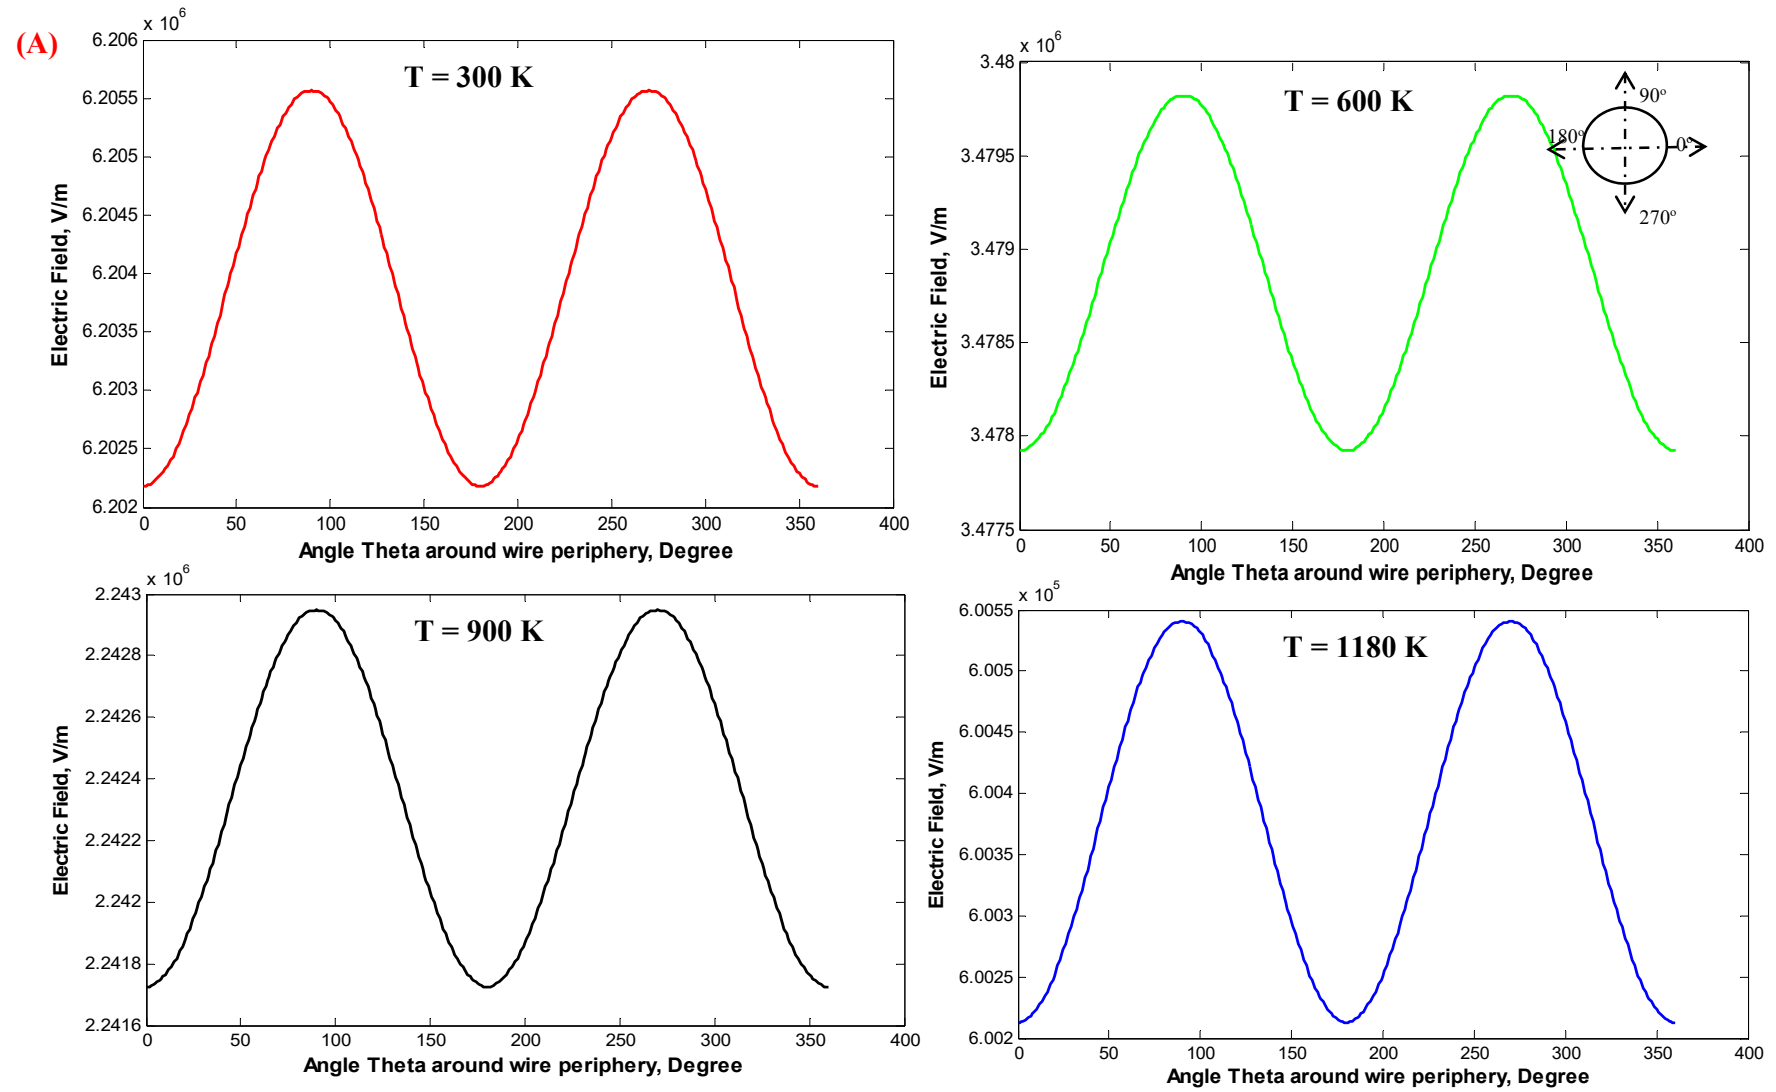 (A)
x 10^6
T = 300 K
6.206
6.2055
6.205
6.2045
6.204
6.2035
6.203
6.2025
6.202
Electric Field, V/m
0 50 100 150 200 250 300 350 400
Angle Theta around wire periphery, Degree
x 10^6
T = 600 K
3.48
3.4795
3.479
3.4785
3.478
3.4775
Electric Field, V/m
90º
180º
0º
270º
0 50 100 150 200 250 300 350 400
Angle Theta around wire periphery, Degree
x 10^6
T = 900 K
2.243
2.2428
2.2426
2.2424
2.2422
2.242
2.2418
2.2416
Electric Field, V/m
0 50 100 150 200 250 300 350 400
Angle Theta around wire periphery, Degree
x 10^5
T = 1180 K
6.0055
6.005
6.0045
6.004
6.0035
6.003
6.0025
6.002
Electric Field, V/m
0 50 100 150 200 250 300 350 400
Angle Theta around wire periphery, Degree